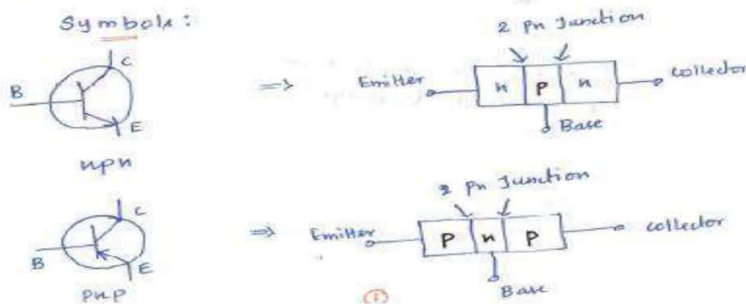 Symbols:
2 Pn Junction
C
B
E
npn
=>
Emitter
n p n
collector
Base
2 Pn Junction
C
B
E
PnP
=>
Emitter
P n P
collector
Base
1